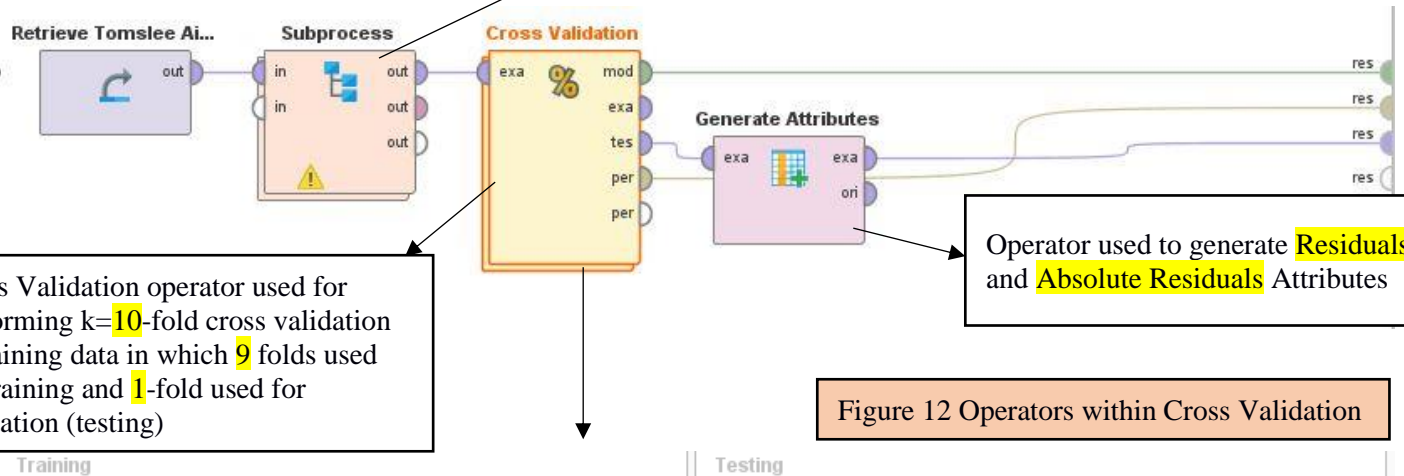 Retrieve Tomslee Ai...
Subprocess
Cross Validation
out
in
out
exa
mod
res
in
out
exa
res
out
tes
Generate Attributes
res
per
exa
exa
res
per
ori
Operator used to generate Residuals
and Absolute Residuals Attributes
s Validation operator used for
orming k=10-fold cross validation
aining data in which 9 folds used
raining and 1-fold used for
ation (testing)
Figure 12 Operators within Cross Validation
Training
Testing